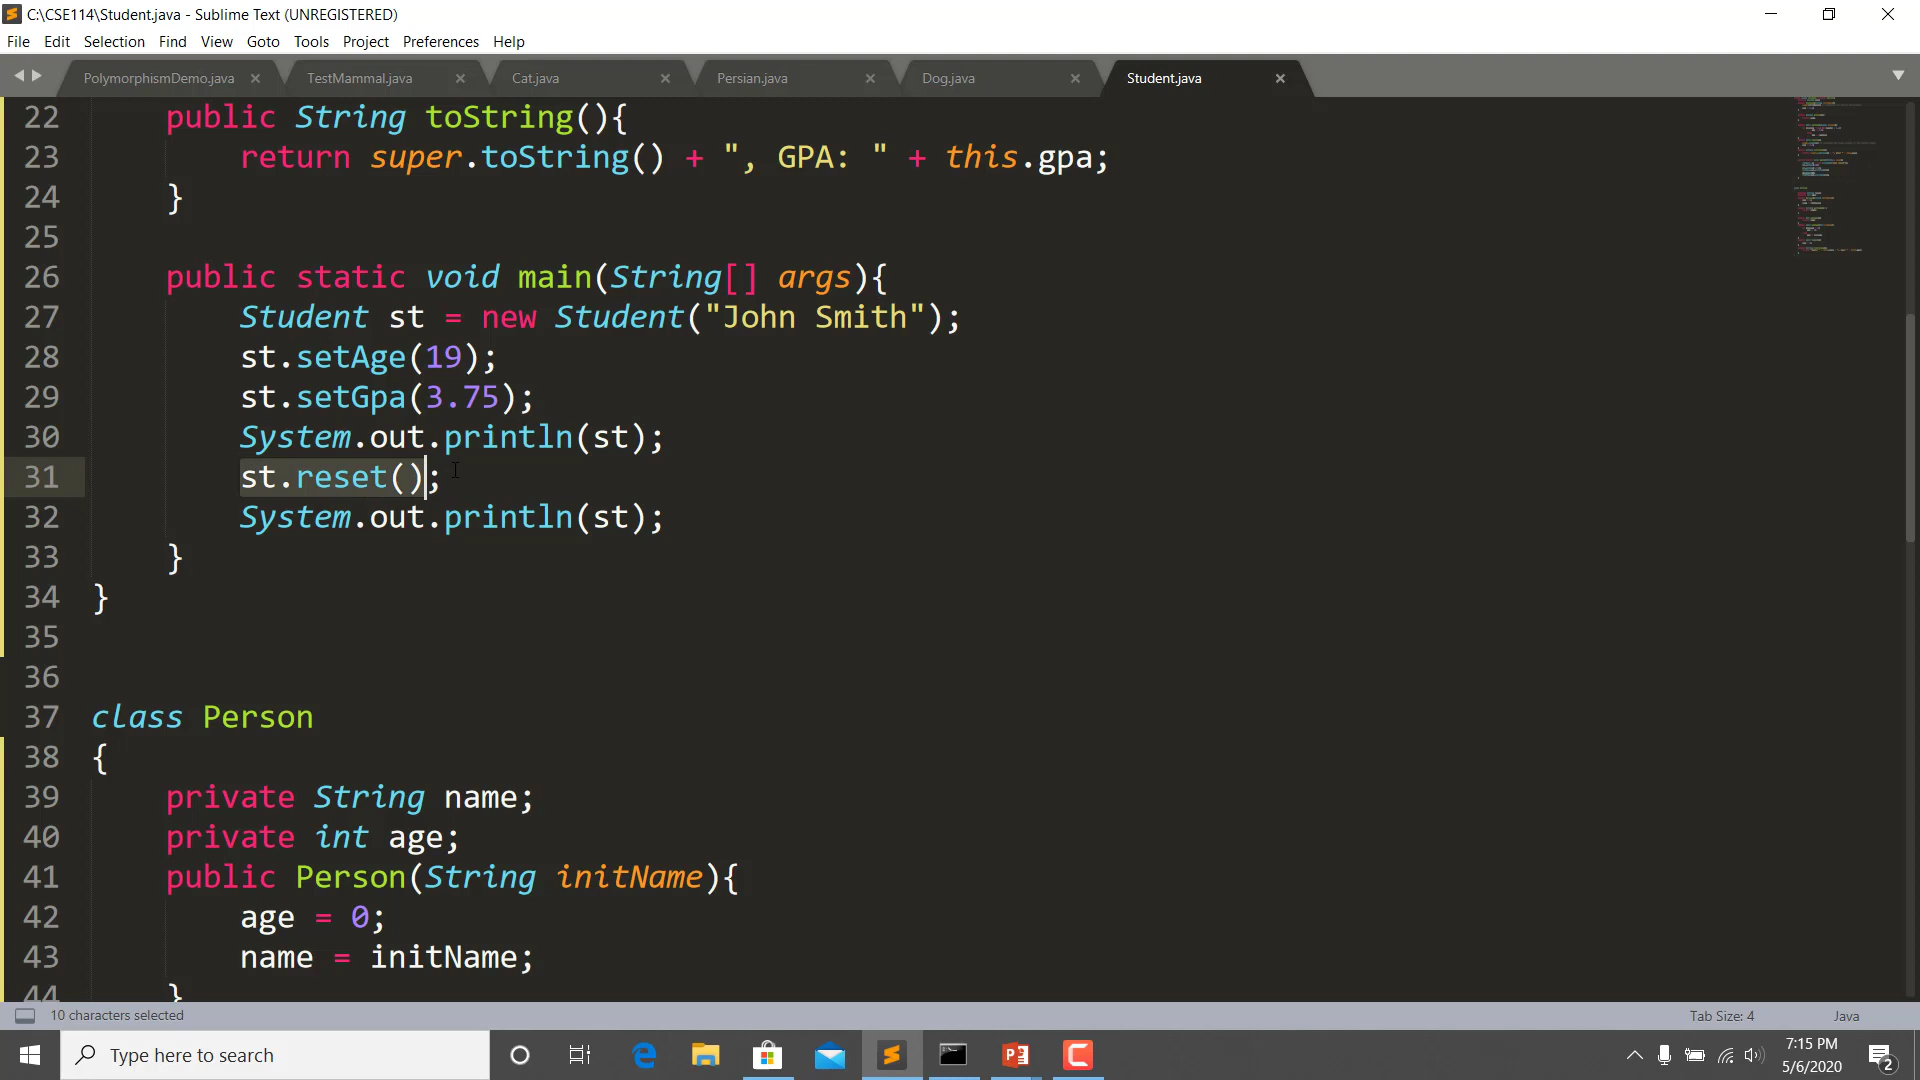 C:\CSE114\Student.java - Sublime Text (UNREGISTERED)
File Edit Selection Find View Goto Tools Project Preferences Help
PolymorphismDemo.java TestMammal.java Cat.java Persian.java Dog.java Student.java
22 public String toString(){
23 return super.toString() + ", GPA: " + this.gpa;
24 }
25
26 public static void main(String[] args){
27 Student st = new Student("John Smith");
28 st.setAge(19);
29 st.setGpa(3.75);
30 System.out.println(st);
31 st.reset();
32 System.out.println(st);
33 }
34 }
35
36
37 class Person
38 {
39 private String name;
40 private int age;
41 public Person(String initName){
42 age = 0;
43 name = initName;
44 }
10 characters selected Tab Size: 4 Java
Type here to search
7:15 PM
5/6/2020
2